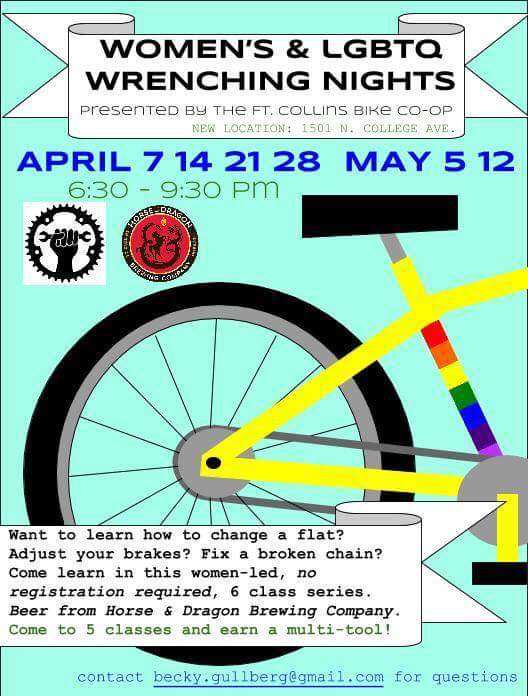 WOMEN'S & LGBTQ
WRENCHING NIGHTS
PRESENTED BY THE FT. COLLINS BIKE CO-OP
NEW LOCATION: 1501 N. COLLEGE AVE.
APRIL 7 14 21 28 MAY 5 12
6:30 - 9:30 PM
HORSE & DRAGON
BREWING COMPANY
Want to learn how to change a flat?
Adjust your brakes? Fix a broken chain?
Come learn in this women-led, no
registration required, 6 class series.
Beer from Horse & Dragon Brewing Company.
Come to 5 classes and earn a multi-tool!
contact becky.gullberg@gmail.com for questions